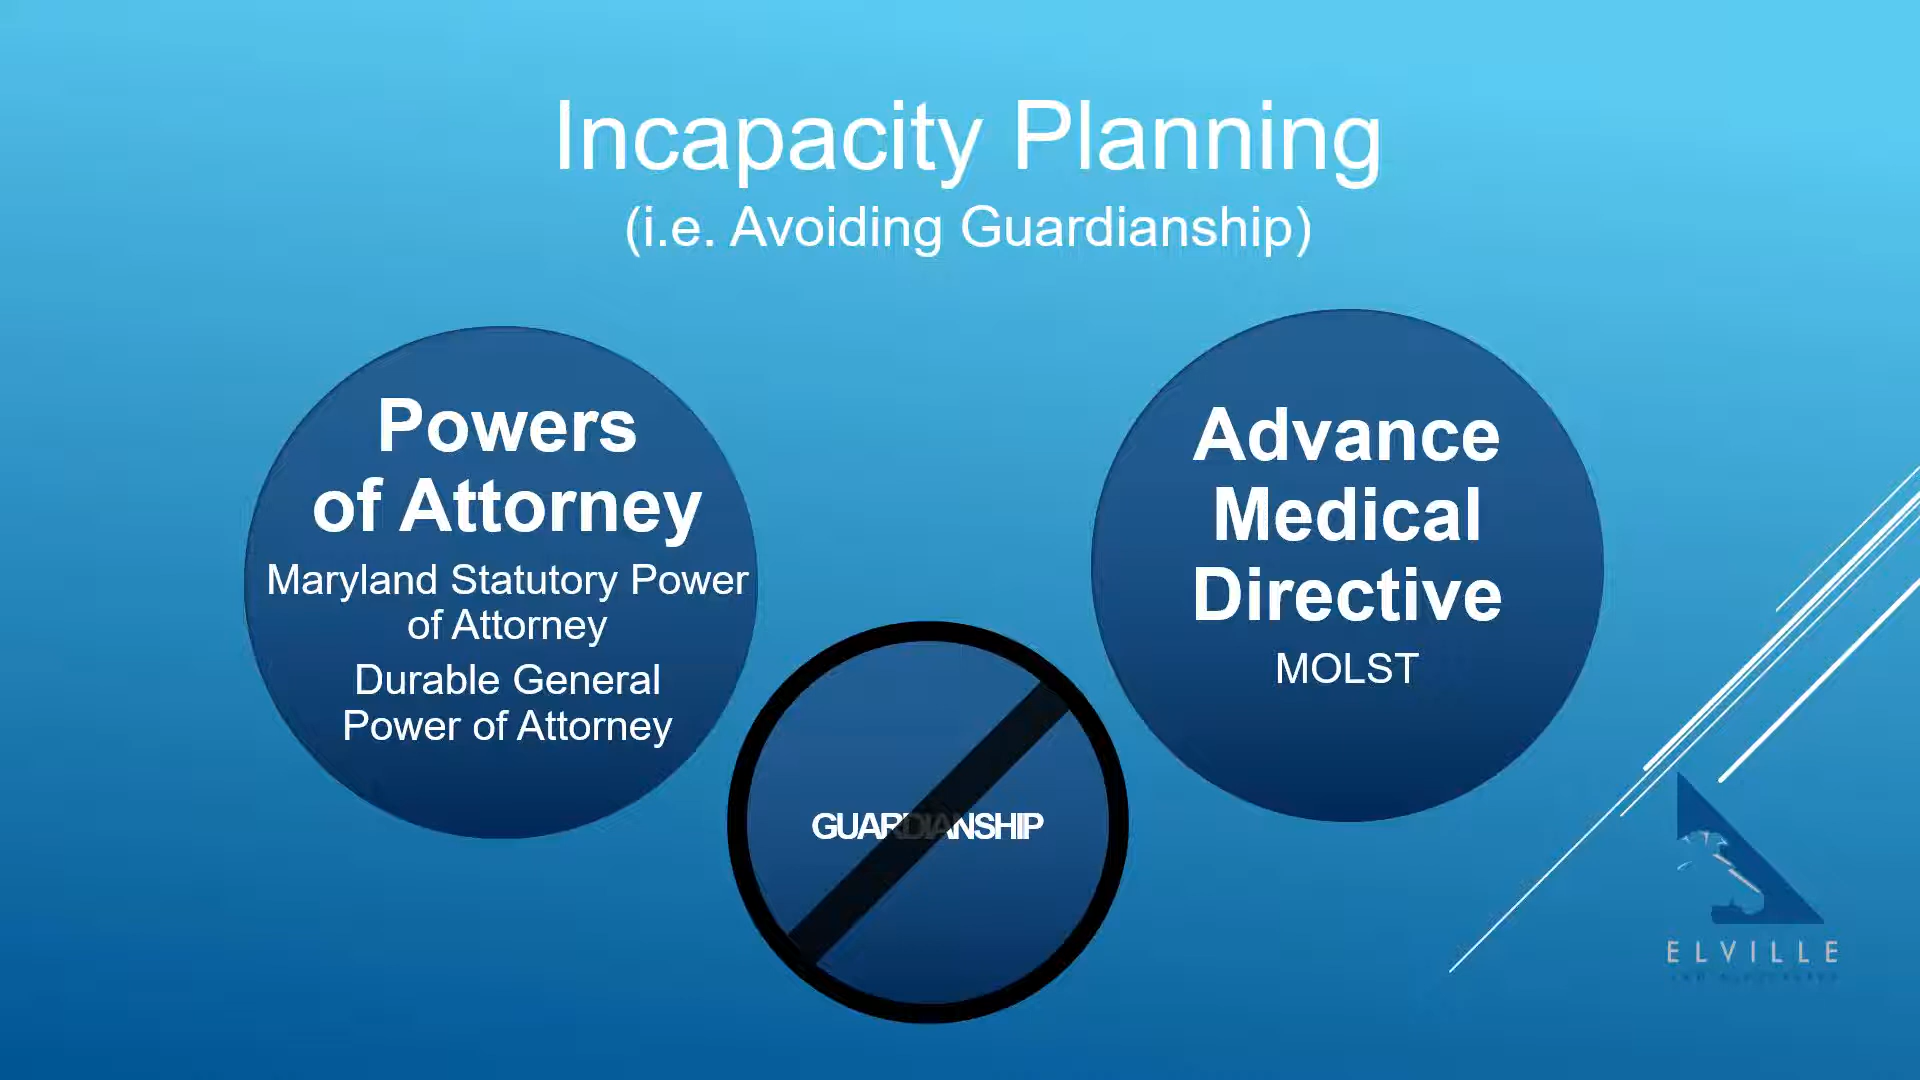 Incapacity Planning
(i.e. Avoiding Guardianship)
Powers
of Attorney
Maryland Statutory Power
of Attorney
Durable General
Power of Attorney
Advance
Medical
Directive
MOLST
GUARDIANSHIP
ELVILLE